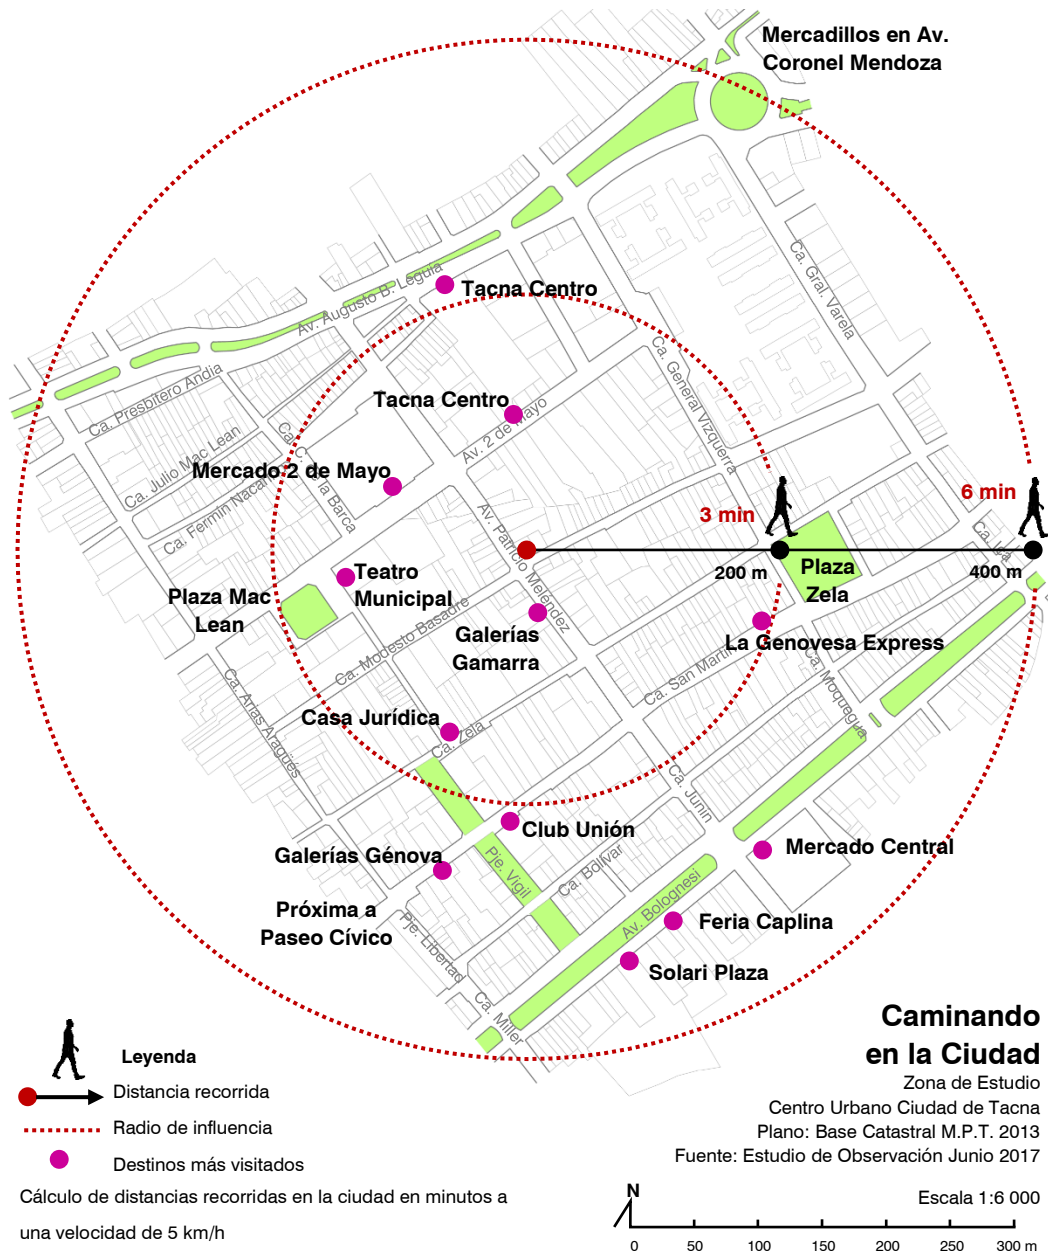 Mercadillos en Av.
Coronel Mendoza
Ca. Gral. Varela
Tacna Centro
Av. Augusto B. Leguía
Ca. Presbitero Andia
Ca. General Vizquerra
Tacna Centro
Av. 2 de Mayo
Ca. Julio Mac Lean
Mercado 2 de Mayo
Ca. Fermin Nacarino
Ca. C. de la Barca
6 min
3 min
Av. Patricio Meléndez
200 m
Plaza
Zela
400 m
Teatro
Municipal
Plaza Mac
Lean
Galerías
Gamarra
Ca. Modesto Basadre
La Genovesa Express
Ca. San Martín
Ca. Moquegua
Ca. Arias Aragüés
Casa Jurídica
Ca. Zela
Ca. Junín
Club Unión
Galerías Génova
Mercado Central
Pje. Vigil
Ca. Bolívar
Próxima a
Paseo Cívico
Pje. Libertad
Av. Bolognesi
Feria Caplina
Solari Plaza
Ca. Miller
Caminando
en la Ciudad
Zona de Estudio
Centro Urbano Ciudad de Tacna
Plano: Base Catastral M.P.T. 2013
Fuente: Estudio de Observación Junio 2017
Leyenda
Distancia recorrida
Radio de influencia
Destinos más visitados
Cálculo de distancias recorridas en la ciudad en minutos a
una velocidad de 5 km/h
N
Escala 1:6 000
0 50 100 150 200 250 300 m